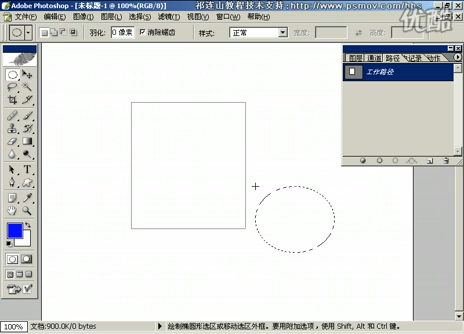 Adobe Photoshop - [未标题-1 @ 100%(RGB/8)]
祁连山教程技术支持:http://www.psmov.com/bbs
优酷
文件(F) 编辑(E) 图像(I) 图层(L) 选择(S) 滤镜(T) 视图(V) 窗口(W) 帮助(H)
羽化: 0 像素 消除锯齿 样式: 正常 宽度: 高度:
图层 通道 路径 历史记录 动作
工作路径
100% 文档:900.0K/0 bytes 绘制椭圆形选区或移动选区外框。要用附加选项，使用 Shift, Alt 和 Ctrl 键。